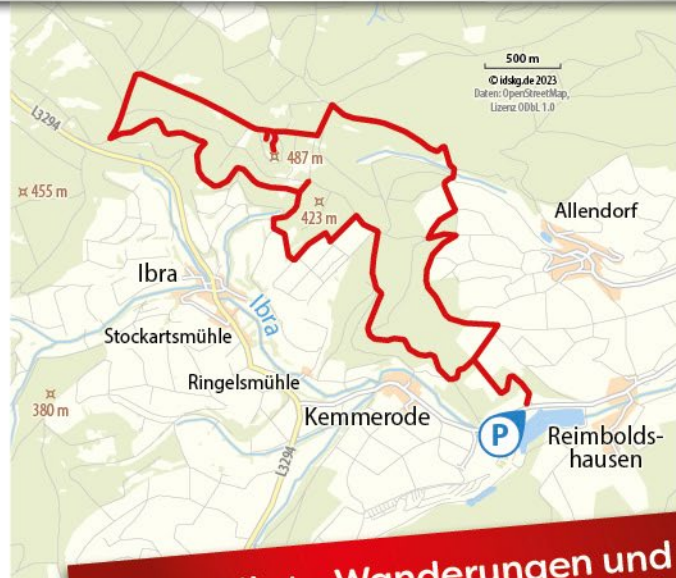 500 m
© idskg.de 2023
Daten: OpenStreetMap,
Lizenz ODbL 1.0
L3294
487 m
455 m
423 m
Allendorf
Ibra
Ibra
Stockartsmühle
Ringelsmühle
380 m
Kemmerode
P
Reimbolds-
hausen
L3294
Wanderungen und